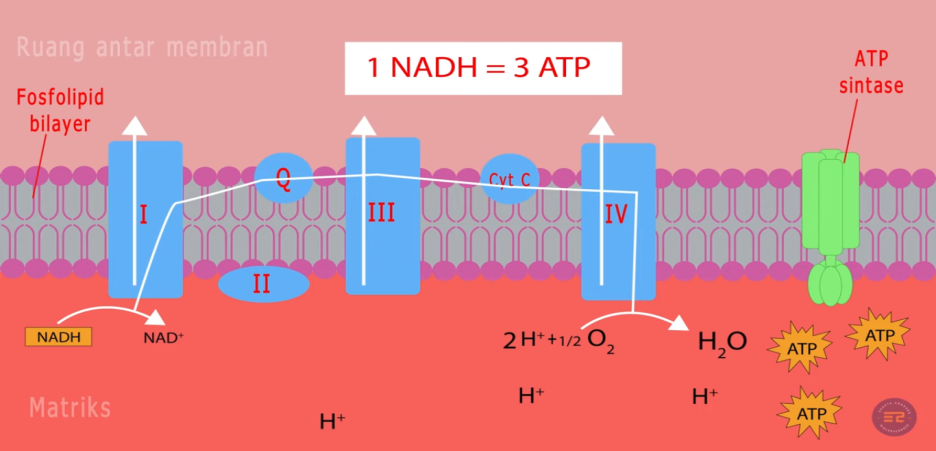 Ruang antar membran
1 NADH = 3 ATP
ATP
sintase
Fosfolipid
bilayer
I
Q
III
Cyt C
IV
II
NADH
NAD⁺
2 H⁺ + 1/2 O₂
H₂O
ATP
ATP
ATP
Matriks
H⁺
H⁺
H⁺